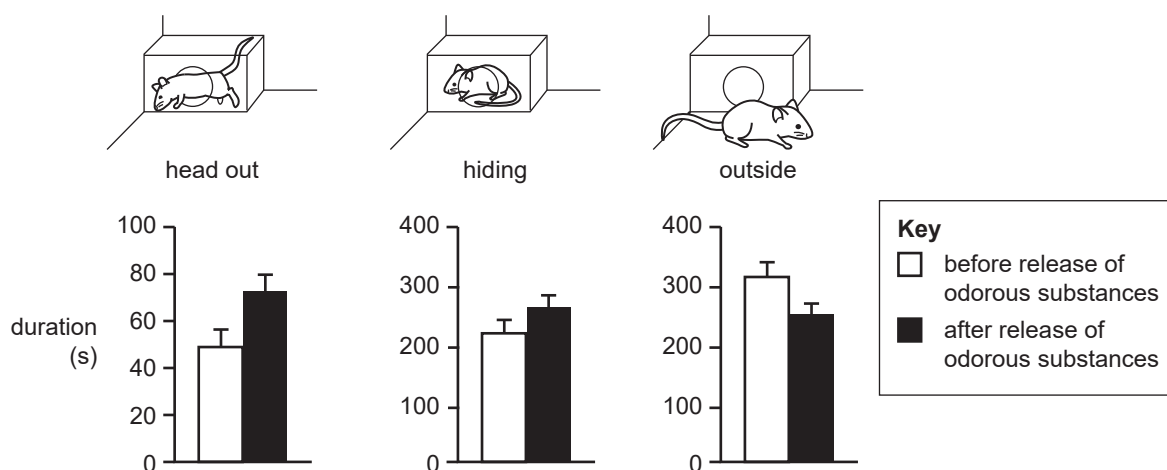 head out
hiding
outside
100
80
60
40
20
0
duration
(s)
400
300
200
100
0
400
300
200
100
0
Key
before release of
odorous substances
after release of
odorous substances